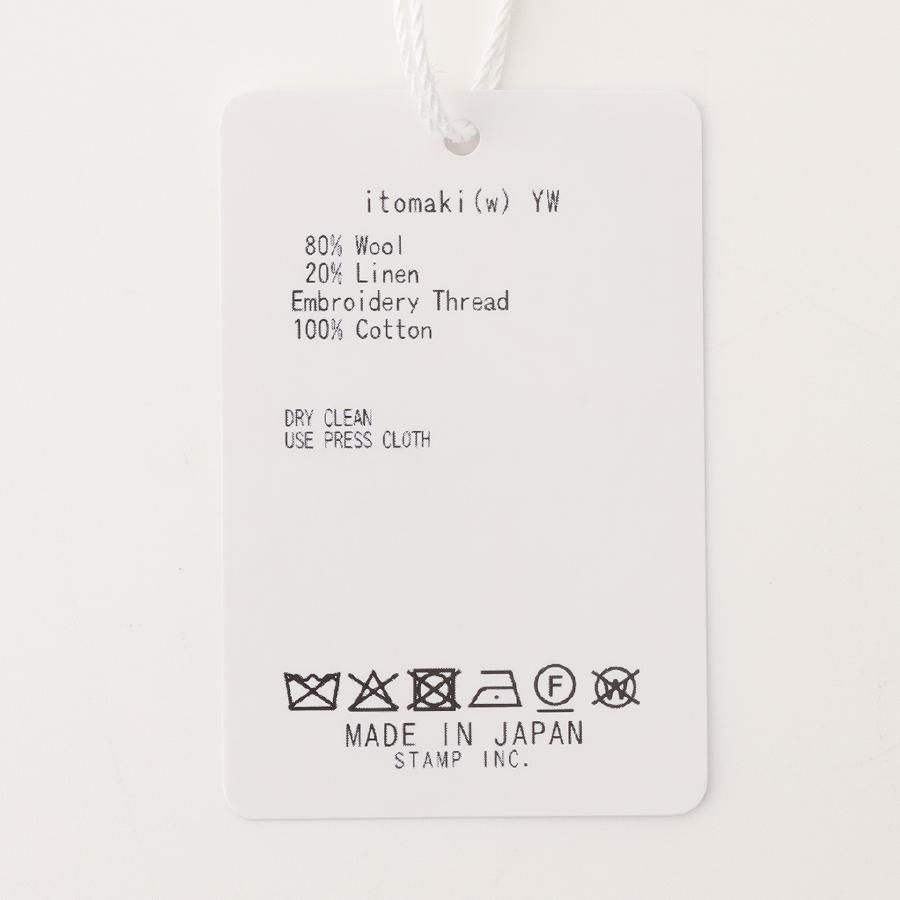 itomaki(w) YW
80% Wool
20% Linen
Embroidery Thread
100% Cotton
DRY CLEAN
USE PRESS CLOTH
F W
MADE IN JAPAN
STAMP INC.